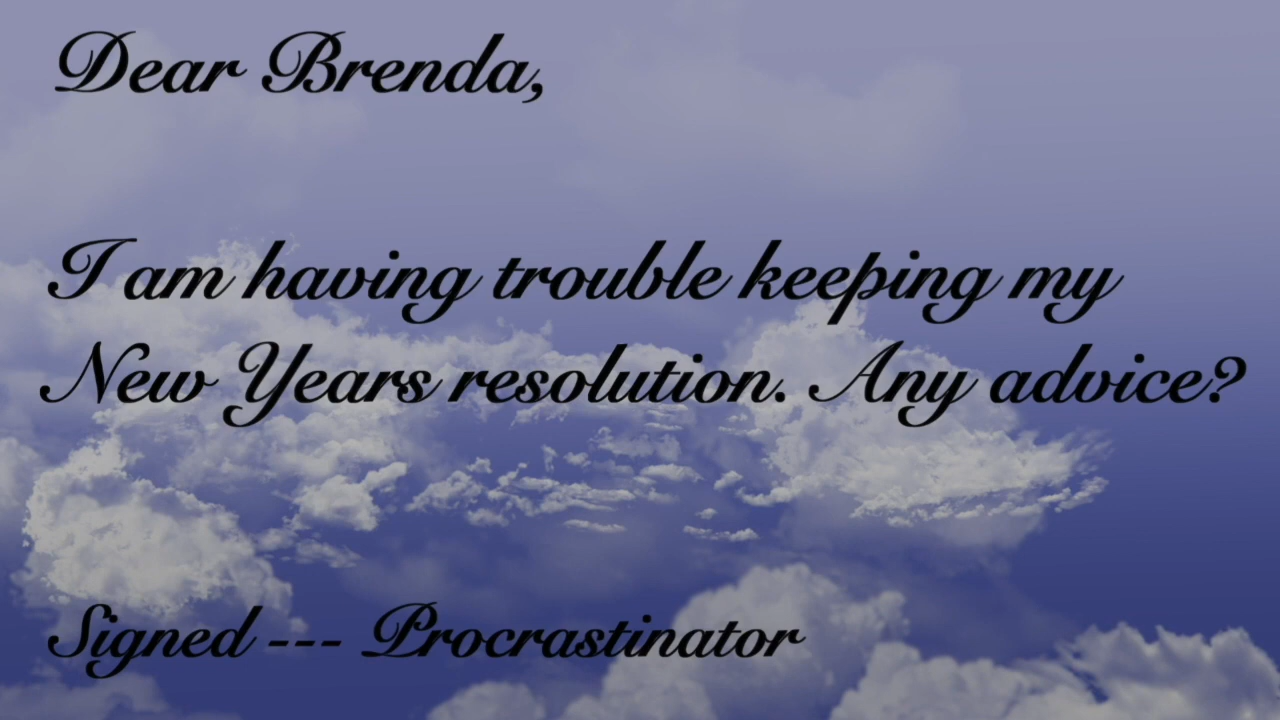 Dear Brenda,
I am having trouble keeping my
New Years resolution. Any advice?
Signed --- Procrastinator